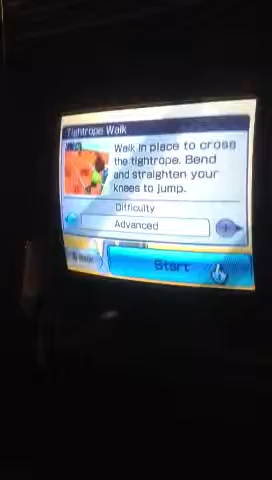 Tightrope Walk
Walk in place to cross
the tightrope. Bend
and straighten your
knees to jump.
Difficulty
Advanced
+
Start